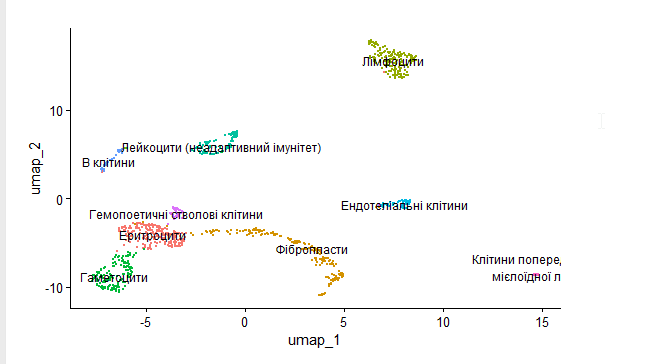 Лімфоцити
10
Лейкоцити (неадаптивний імунітет)
В клітини
umap_2
0
Ендотеліальні клітини
Гемопоетичні стволові клітини
Еритроцити
Фібробласти
Клітини попере,
мієлоїдної л
Гаметоцити
-10
-5
0
5
10
15
umap_1